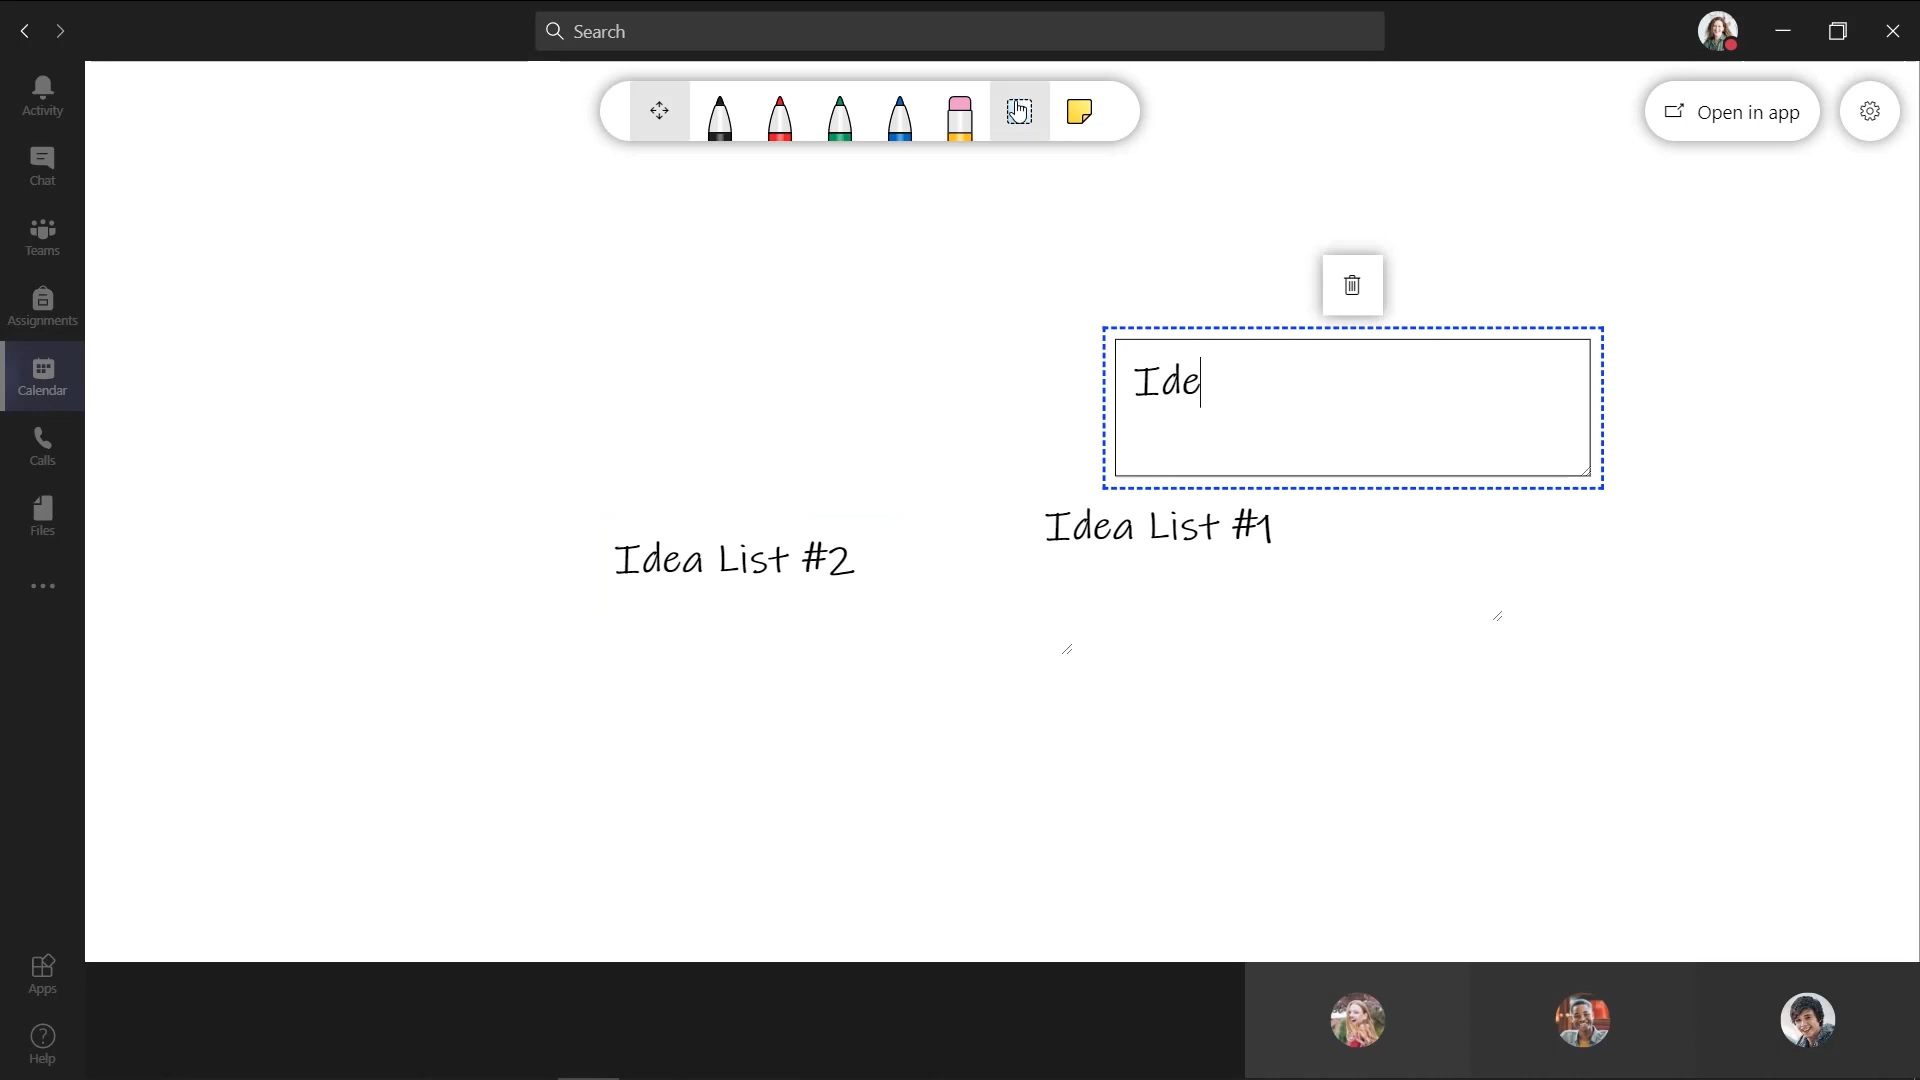 Search
Activity
Chat
Teams
Assignments
Calendar
Calls
Files
Apps
Help
Open in app
Ide
Idea List #1
Idea List #2